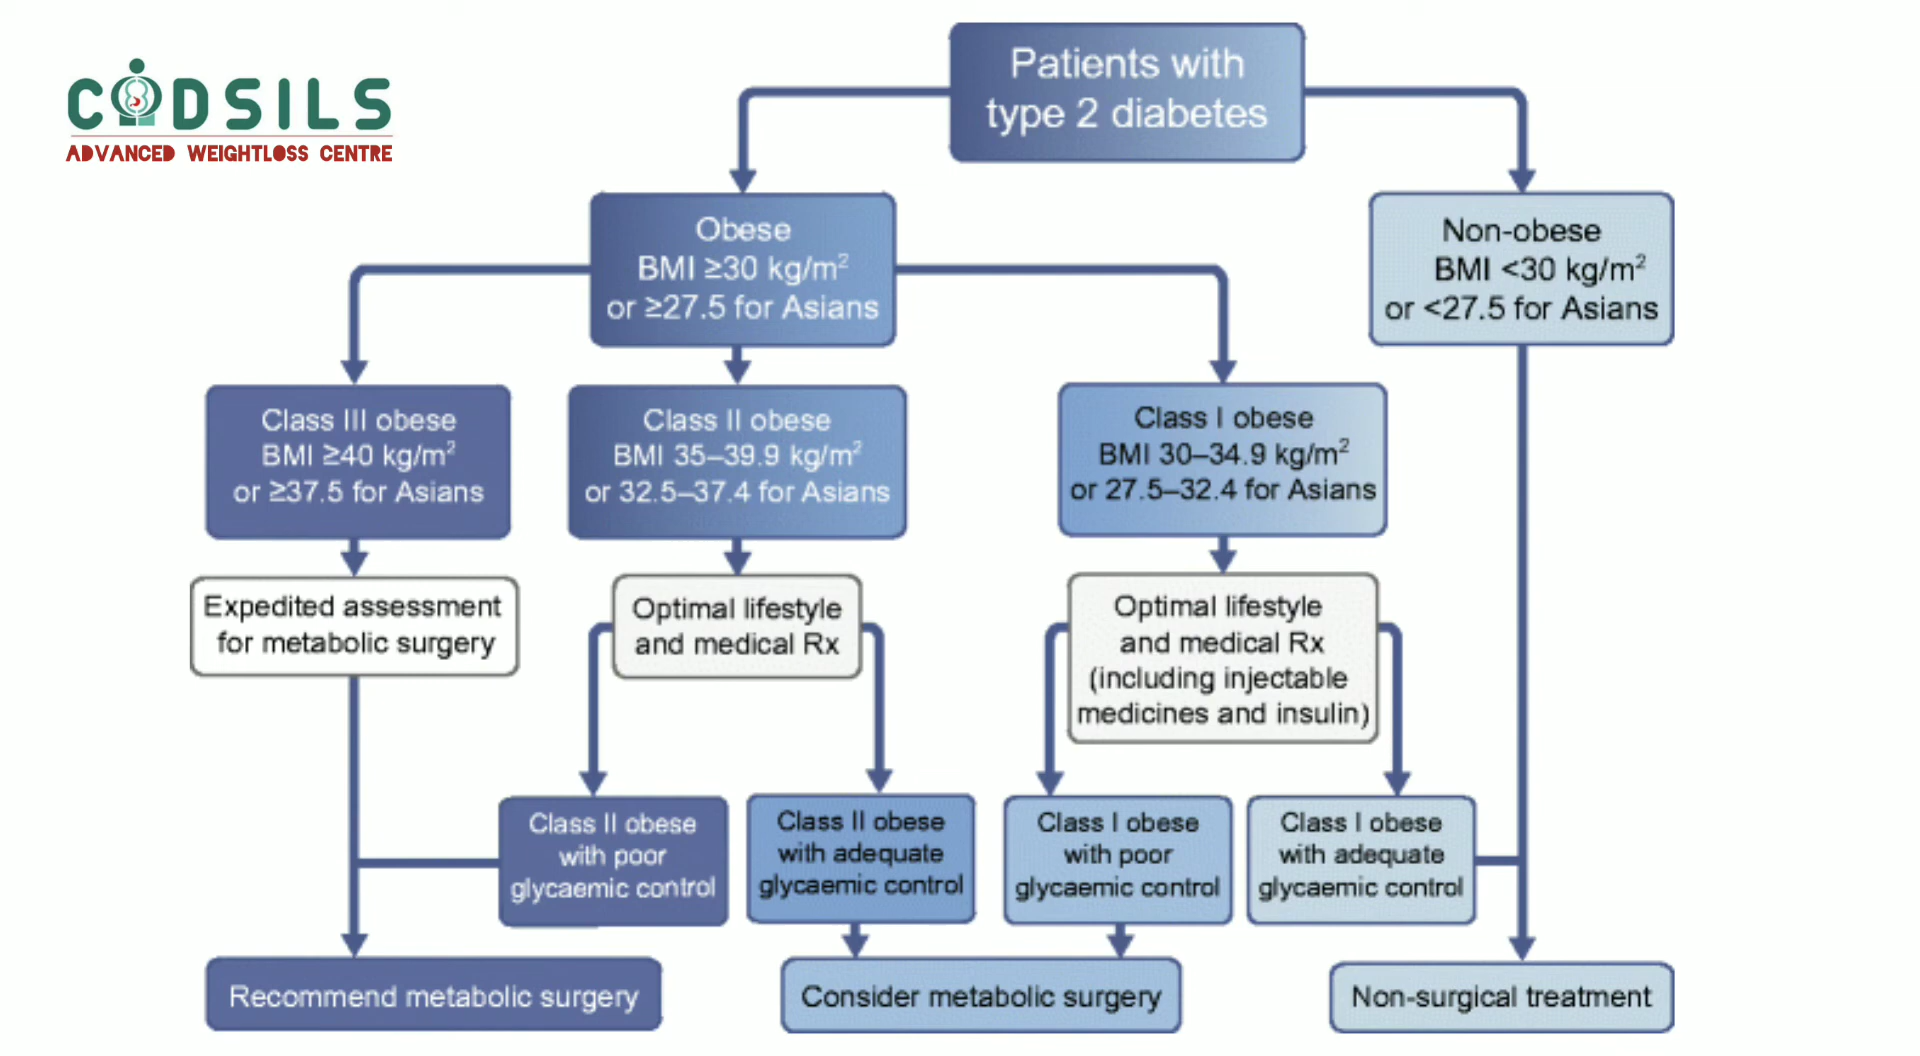 CODSILS
ADVANCED WEIGHTLOSS CENTRE
Patients with
type 2 diabetes
Obese
BMI ≥30 kg/m²
or ≥27.5 for Asians
Non-obese
BMI <30 kg/m²
or <27.5 for Asians
Class III obese
BMI ≥40 kg/m²
or ≥37.5 for Asians
Class II obese
BMI 35–39.9 kg/m²
or 32.5–37.4 for Asians
Class I obese
BMI 30–34.9 kg/m²
or 27.5–32.4 for Asians
Expedited assessment
for metabolic surgery
Optimal lifestyle
and medical Rx
Optimal lifestyle
and medical Rx
(including injectable
medicines and insulin)
Class II obese
with poor
glycaemic control
Class II obese
with adequate
glycaemic control
Class I obese
with poor
glycaemic control
Class I obese
with adequate
glycaemic control
Recommend metabolic surgery
Consider metabolic surgery
Non-surgical treatment